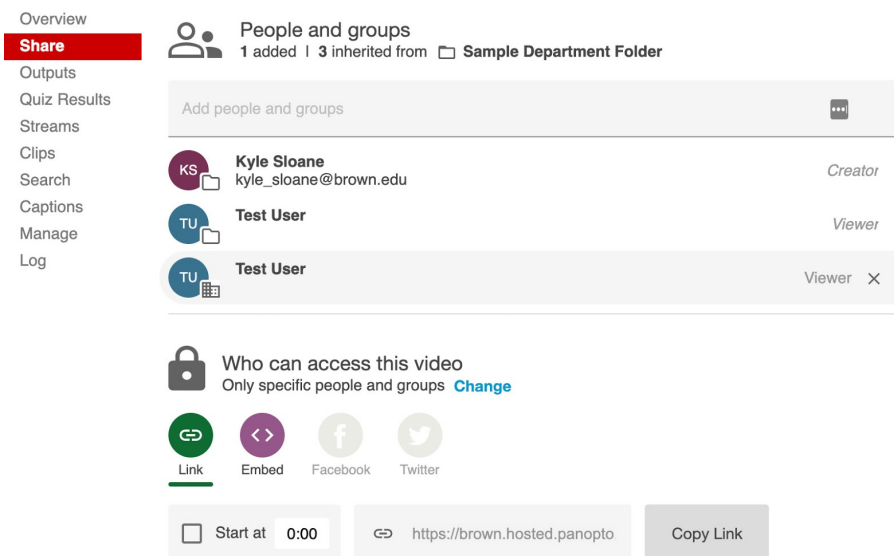 Overview
Share
Outputs
Quiz Results
Streams
Clips
Search
Captions
Manage
Log
People and groups
1 added | 3 inherited from Sample Department Folder
Add people and groups
KS
Kyle Sloane
kyle_sloane@brown.edu
Creator
TU
Test User
Viewer
TU
Test User
Viewer
Who can access this video
Only specific people and groups Change
Link Embed Facebook Twitter
Start at 0:00 https://brown.hosted.panopto Copy Link